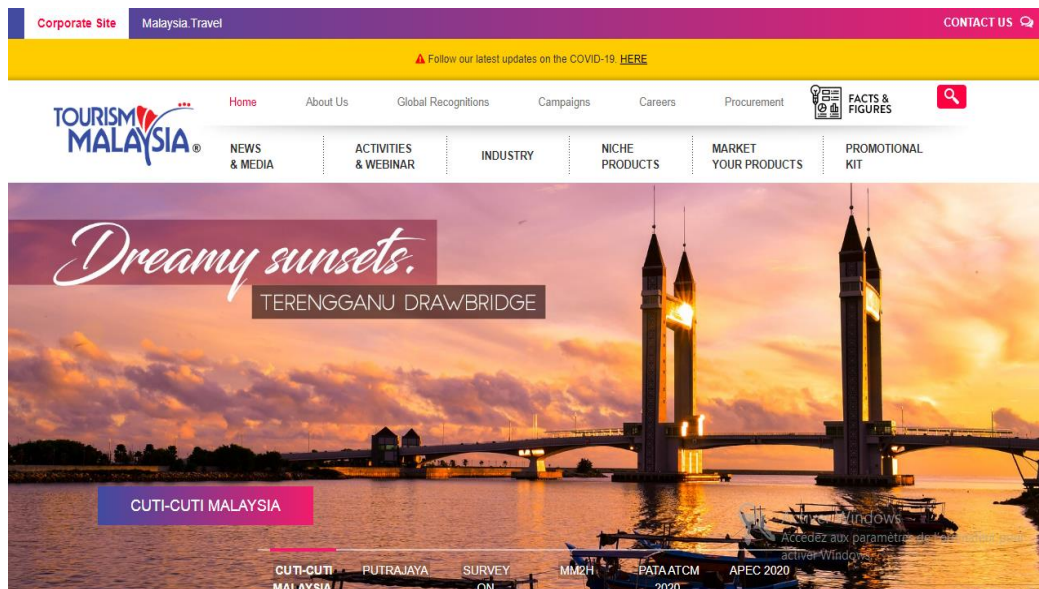 Corporate Site Malaysia.Travel CONTACT US
Follow our latest updates on the COVID-19. HERE
TOURISM
MALAYSIA®
Home About Us Global Recognitions Campaigns Careers Procurement FACTS &
FIGURES
NEWS
& MEDIA
ACTIVITIES
& WEBINAR
INDUSTRY
NICHE
PRODUCTS
MARKET
YOUR PRODUCTS
PROMOTIONAL
KIT
Dreamy sunsets.
TERENGGANU DRAWBRIDGE
CUTI-CUTI MALAYSIA
Windows
Accedez aux paramètres de
activer Windows
CUTI-CUTI
MALAYSIA
PUTRAJAYA
SURVEY
ON
MM2H
PATA ATCM
2020
APEC 2020